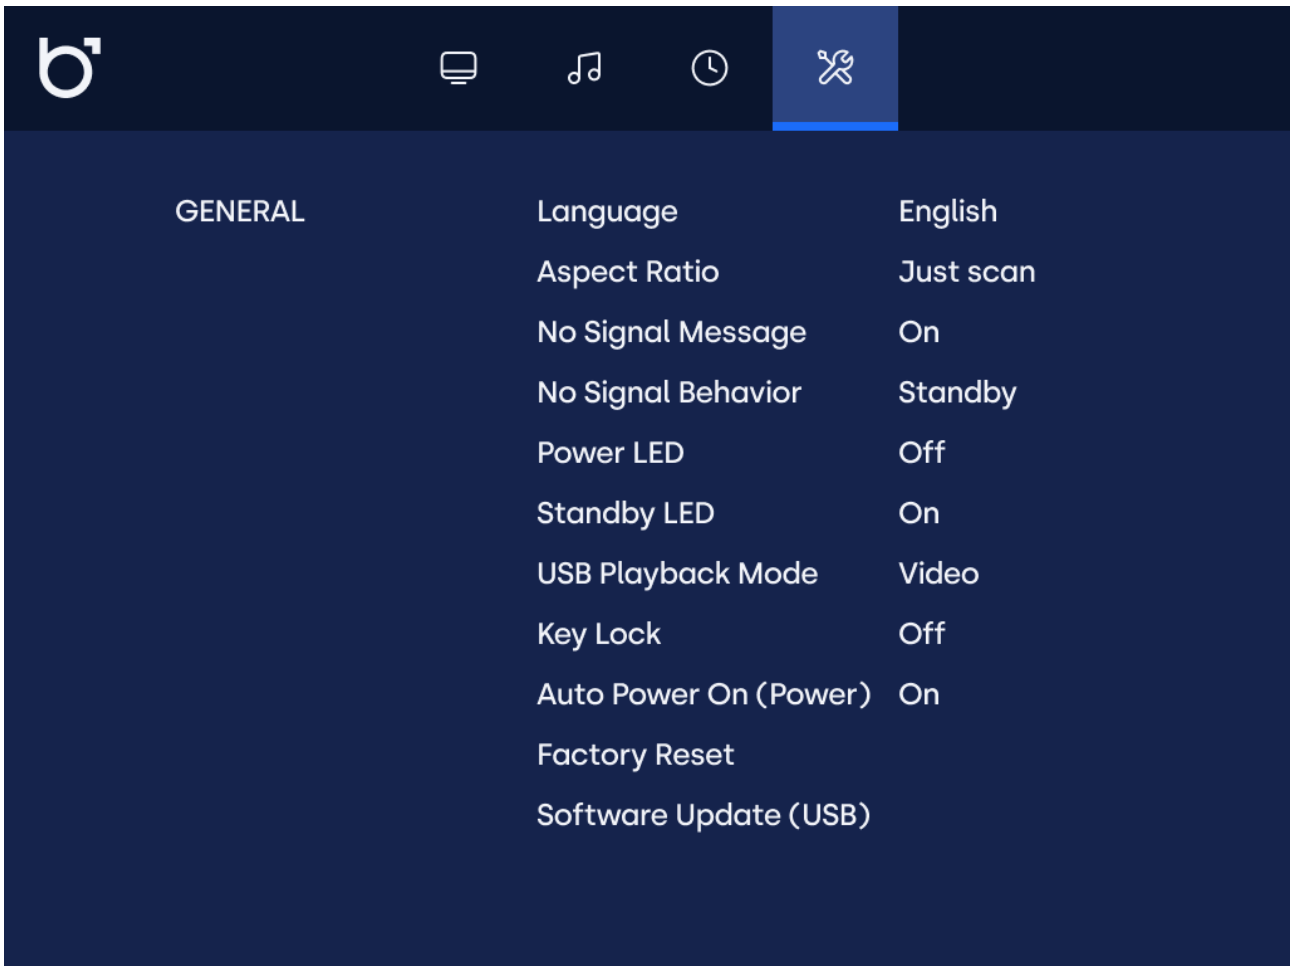 GENERAL
Language English
Aspect Ratio Just scan
No Signal Message On
No Signal Behavior Standby
Power LED Off
Standby LED On
USB Playback Mode Video
Key Lock Off
Auto Power On (Power) On
Factory Reset
Software Update (USB)